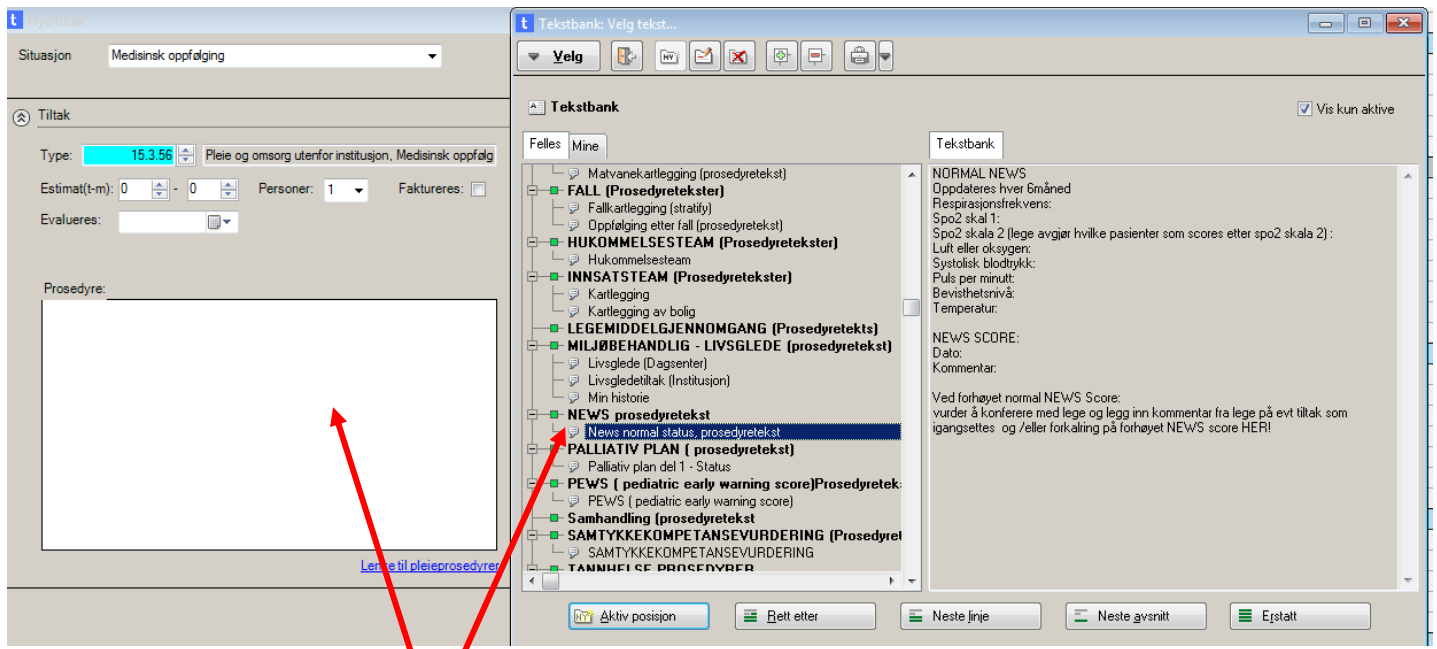 t Nye tiltak
Situasjon Medisinsk oppfølging
Tiltak
Type: 15.3.56 Pleie og omsorg utenfor institusjon, Medisinsk oppfølg
Estimat(t-m): 0 - 0 Personer: 1 Faktureres:
Evalueres:
Prosedyre:
Lenke til pleieprosedyrer
t Tekstbank: Velg tekst...
Velg NY
Tekstbank
Vis kun aktive
Felles Mine
Matvanekartlegging (prosedyretekst)
FALL (Prosedyretekster)
Fallkartlegging (stratify)
Oppfølging etter fall (prosedyretekst)
HUKOMMELSESTEAM (Prosedyretekster)
Hukommelsesteam
INNSATSTEAM (Prosedyretekster)
Kartlegging
Kartlegging av bolig
LEGEMIDDELGJENNOMGANG (Prosedyretekts)
MILJØBEHANDLIG - LIVSGLEDE (prosedyretekst)
Livsglede (Dagsenter)
Livsgledetiltak (Institusjon)
Min historie
NEWS prosedyretekst
News normal status, prosedyretekst
PALLIATIV PLAN ( prosedyretekst)
Palliativ plan del 1 - Status
PEWS ( pediatric early warning score)Prosedyretek
PEWS ( pediatric early warning score)
Samhandling (prosedyretekst
SAMTYKKEKOMPETANSEVURDERING (Prosedyret
SAMTYKKEKOMPETANSEVURDERING
TANNHELSE PROSEDYRER
Tekstbank
NORMAL NEWS
Oppdateres hver 6måned
Respirasjonsfrekvens:
Spo2 skal 1:
Spo2 skala 2 (lege avgjør hvilke pasienter som scores etter spo2 skala 2) :
Luft eller oksygen:
Systolisk blodtrykk:
Puls per minutt:
Bevisthetsnivå:
Temperatur:
NEWS SCORE:
Dato:
Kommentar:
Ved forhøyet normal NEWS Score:
vurder å konferere med lege og legg inn kommentar fra lege på evt tiltak som
igangsettes og /eller forkalring på forhøyet NEWS score HER!
NY Aktiv posisjon Rett etter Neste linje Neste avsnitt Erstatt